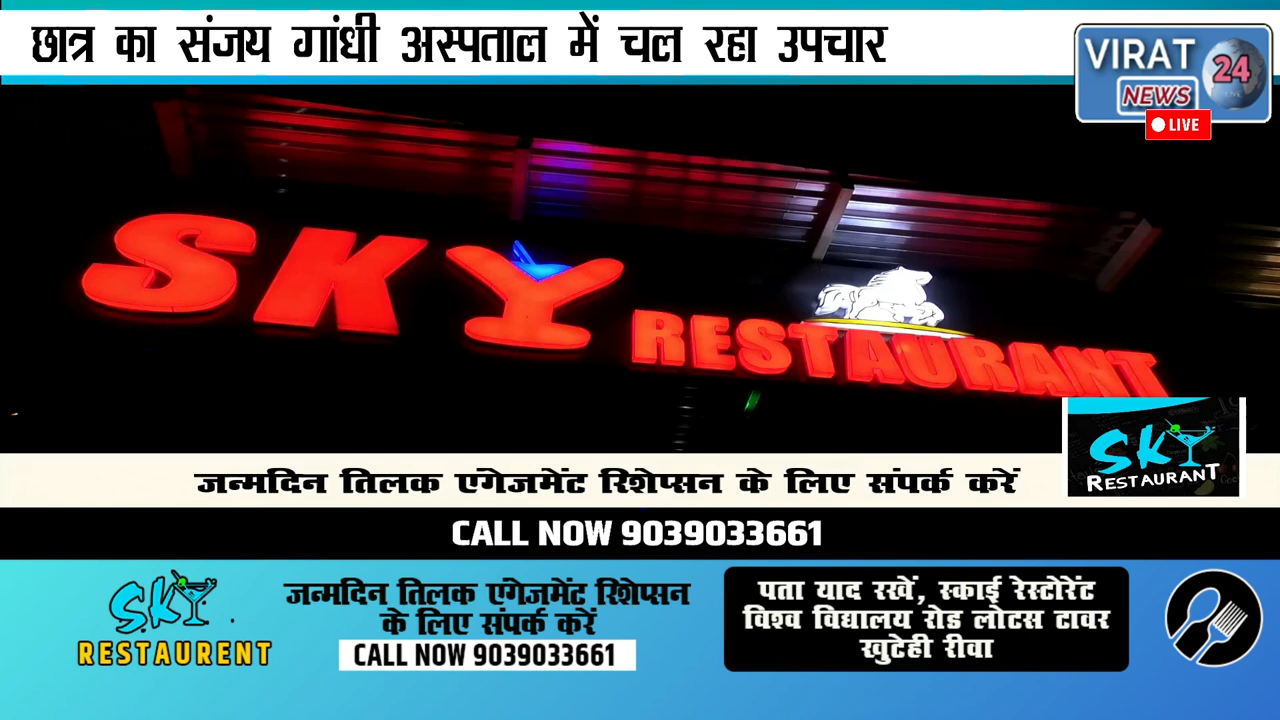 छात्र का संजय गांधी अस्पताल में चल रहा उपचार
VIRAT
24
NEWS
LIVE
SKY RESTAURANT
SKY
RESTAURANT
जन्मदिन तिलक एंगेजमेंट रिशेप्सन के लिए संपर्क करें
CALL NOW 9039033661
SKY
RESTAURENT
जन्मदिन तिलक एंगेजमेंट रिशेप्सन
के लिए संपर्क करें
CALL NOW 9039033661
पता याद रखें, स्काई रेस्टोरेंट
विश्व विद्यालय रोड लोटस टावर
खुटेही रीवा